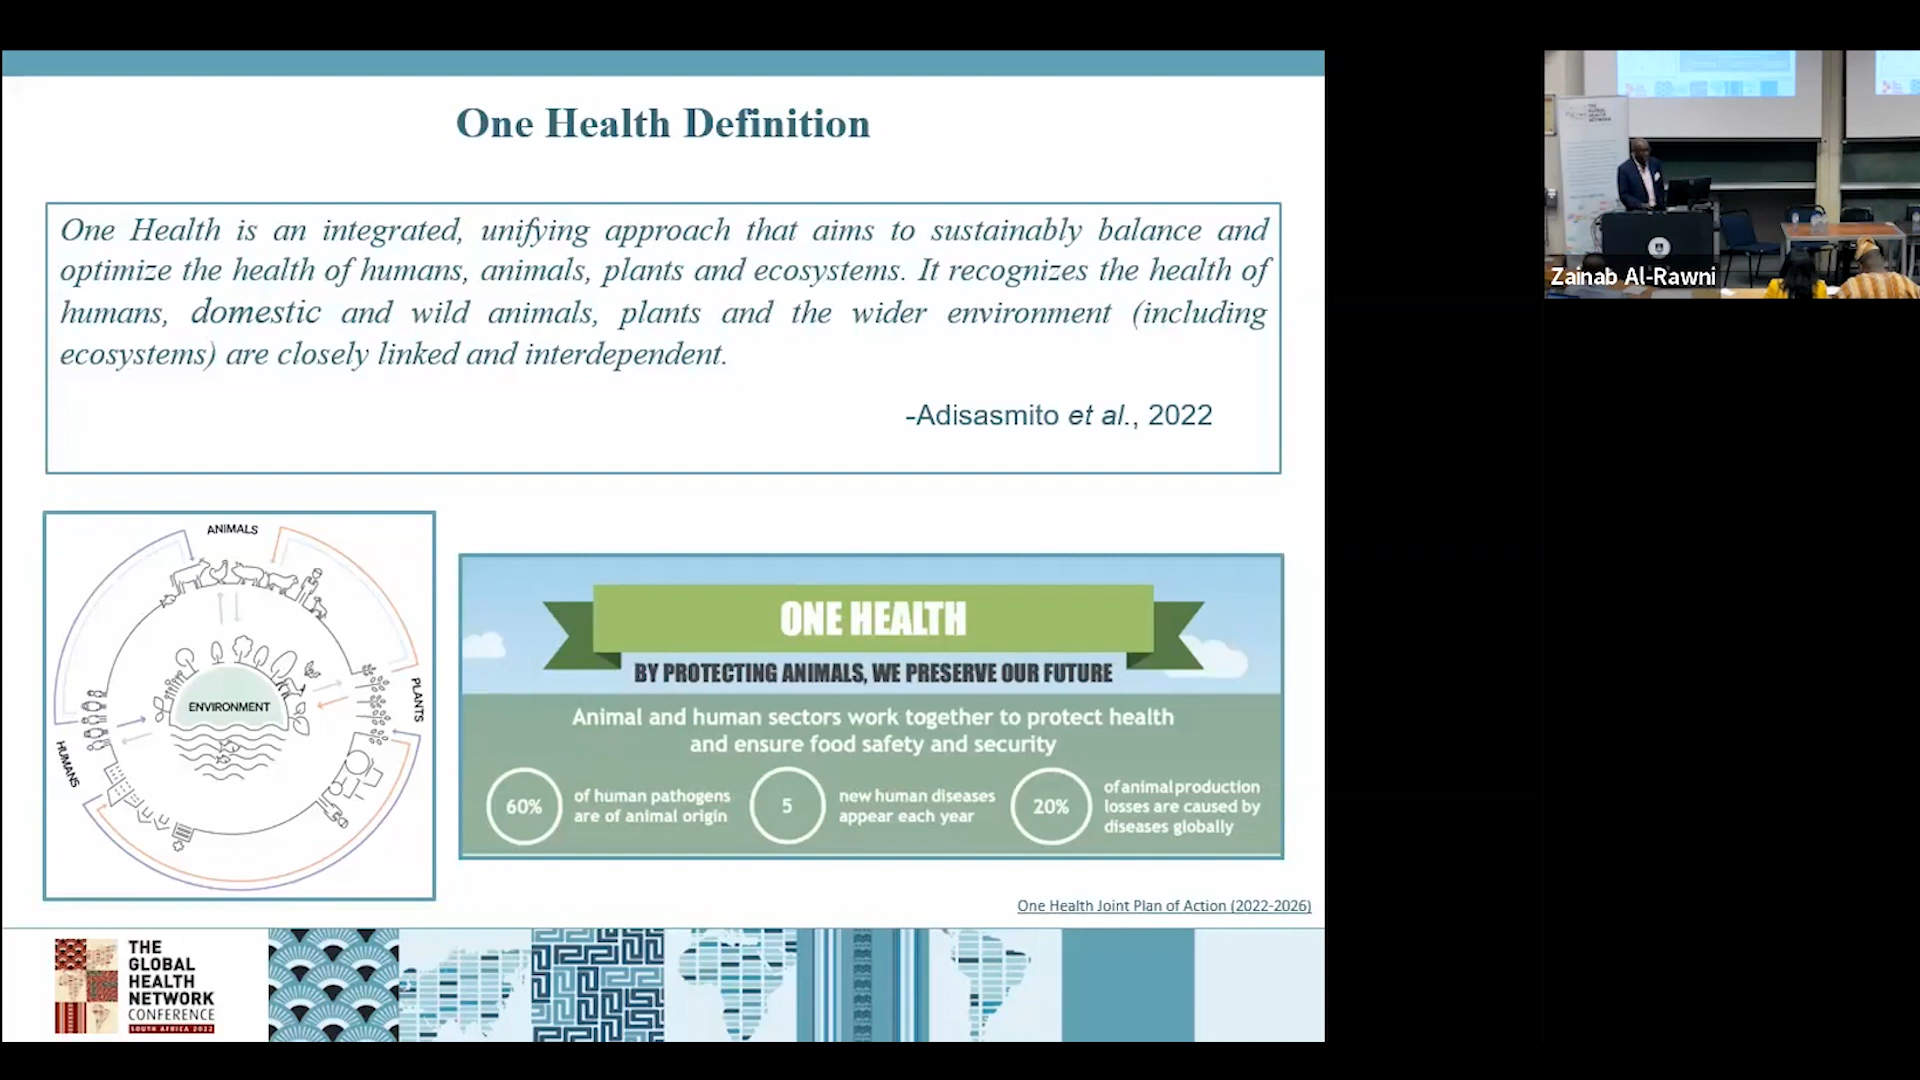 One Health Definition
One Health is an integrated, unifying approach that aims to sustainably balance and
optimize the health of humans, animals, plants and ecosystems. It recognizes the health of
humans, domestic and wild animals, plants and the wider environment (including
ecosystems) are closely linked and interdependent.
-Adisasmito et al., 2022
ANIMALS
PLANTS
ENVIRONMENT
HUMANS
ONE HEALTH
BY PROTECTING ANIMALS, WE PRESERVE OUR FUTURE
Animal and human sectors work together to protect health
and ensure food safety and security
60%
of human pathogens
are of animal origin
5
new human diseases
appear each year
20%
of animal production
losses are caused by
diseases globally
One Health Joint Plan of Action (2022-2026)
THE
GLOBAL
HEALTH
NETWORK
CONFERENCE
SOUTH AFRICA 2022
THE
GLOBAL
HEALTH
NETWORK
Zainab Al-Rawni